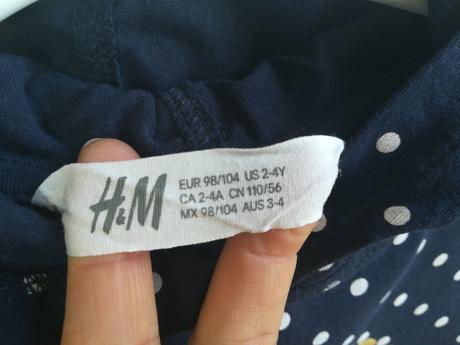 H&M
EUR 98/104 US 2-4Y
CA 2-4A CN 110/56
MX 98/104 AUS 3-4